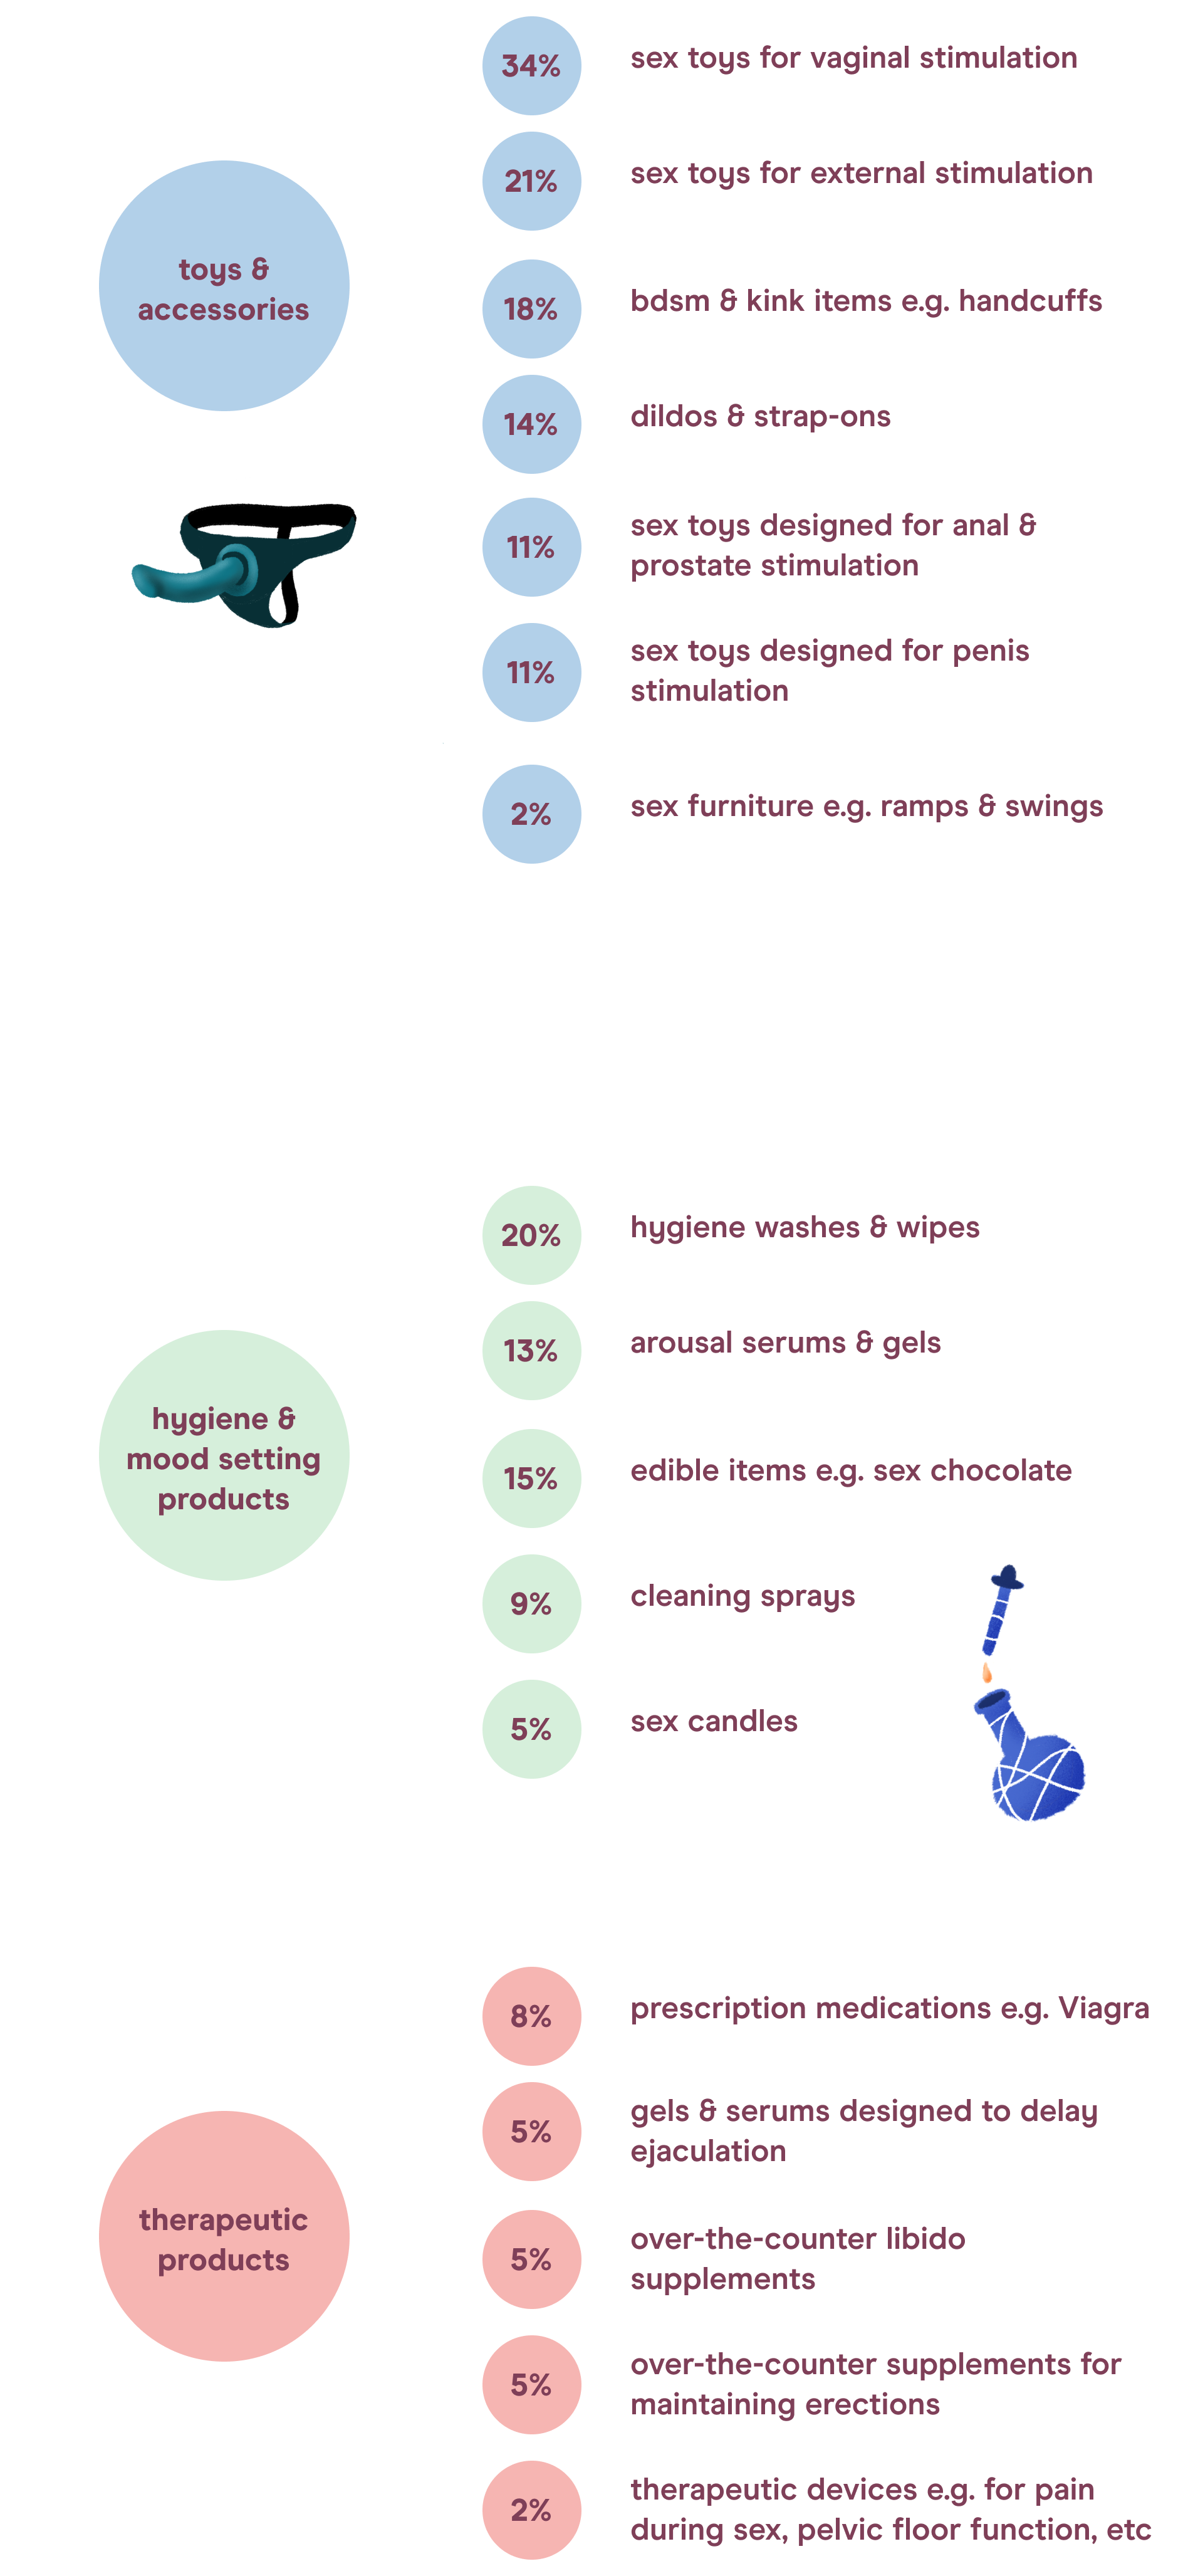 34%
sex toys for vaginal stimulation
21%
sex toys for external stimulation
toys &
accessories
18%
bdsm & kink items e.g. handcuffs
14%
dildos & strap-ons
11%
sex toys designed for anal &
prostate stimulation
11%
sex toys designed for penis
stimulation
2%
sex furniture e.g. ramps & swings
20%
hygiene washes & wipes
13%
arousal serums & gels
hygiene &
mood setting
products
15%
edible items e.g. sex chocolate
9%
cleaning sprays
5%
sex candles
8%
prescription medications e.g. Viagra
5%
gels & serums designed to delay
ejaculation
therapeutic
products
5%
over-the-counter libido
supplements
5%
over-the-counter supplements for
maintaining erections
2%
therapeutic devices e.g. for pain
during sex, pelvic floor function, etc